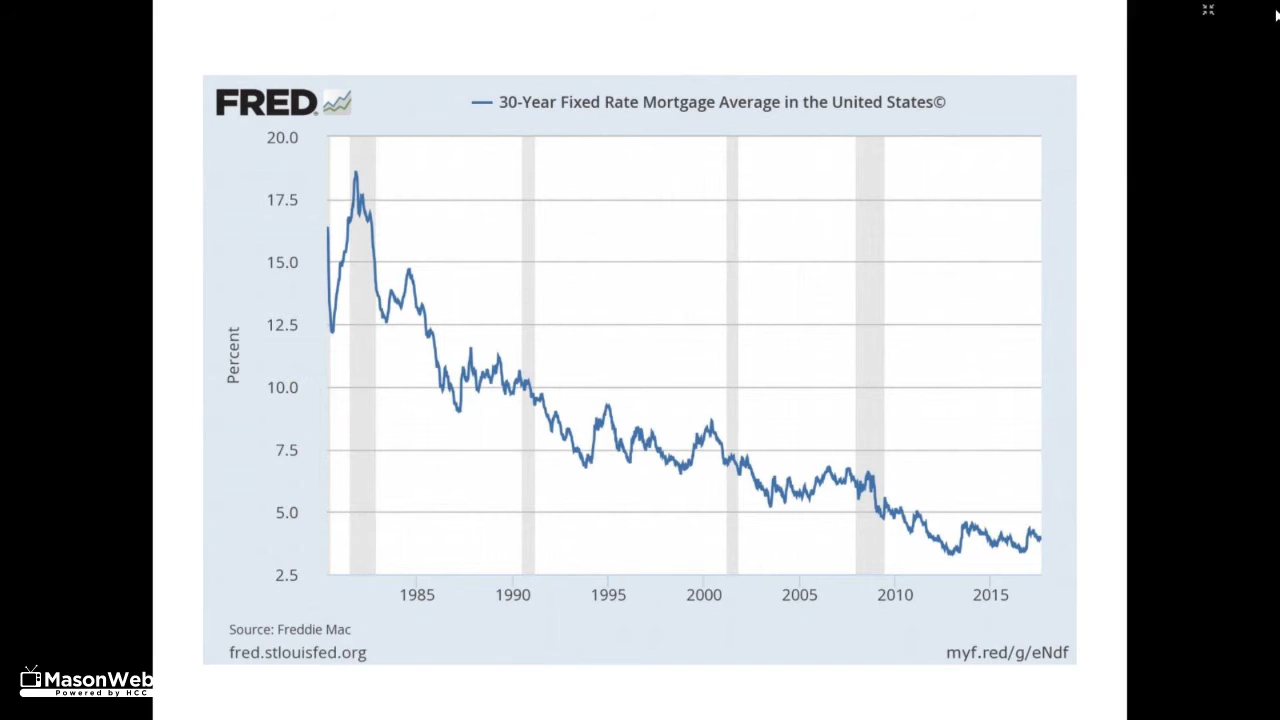 FRED
30-Year Fixed Rate Mortgage Average in the United States©
20.0
17.5
15.0
12.5
10.0
7.5
5.0
2.5
Percent
1985 1990 1995 2000 2005 2010 2015
Source: Freddie Mac
fred.stlouisfed.org
myf.red/g/eNdf
MasonWeb
Powered by HCC